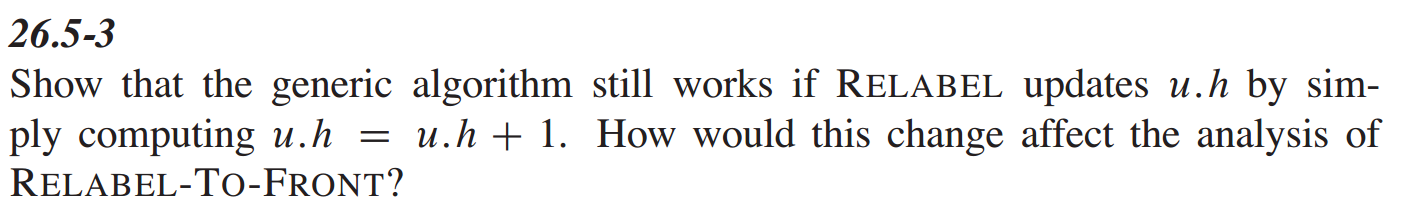 26.5-3
Show that the generic algorithm still works if RELABEL updates u.h by sim-
ply computing u.h = u.h + 1. How would this change affect the analysis of
RELABEL-TO-FRONT?